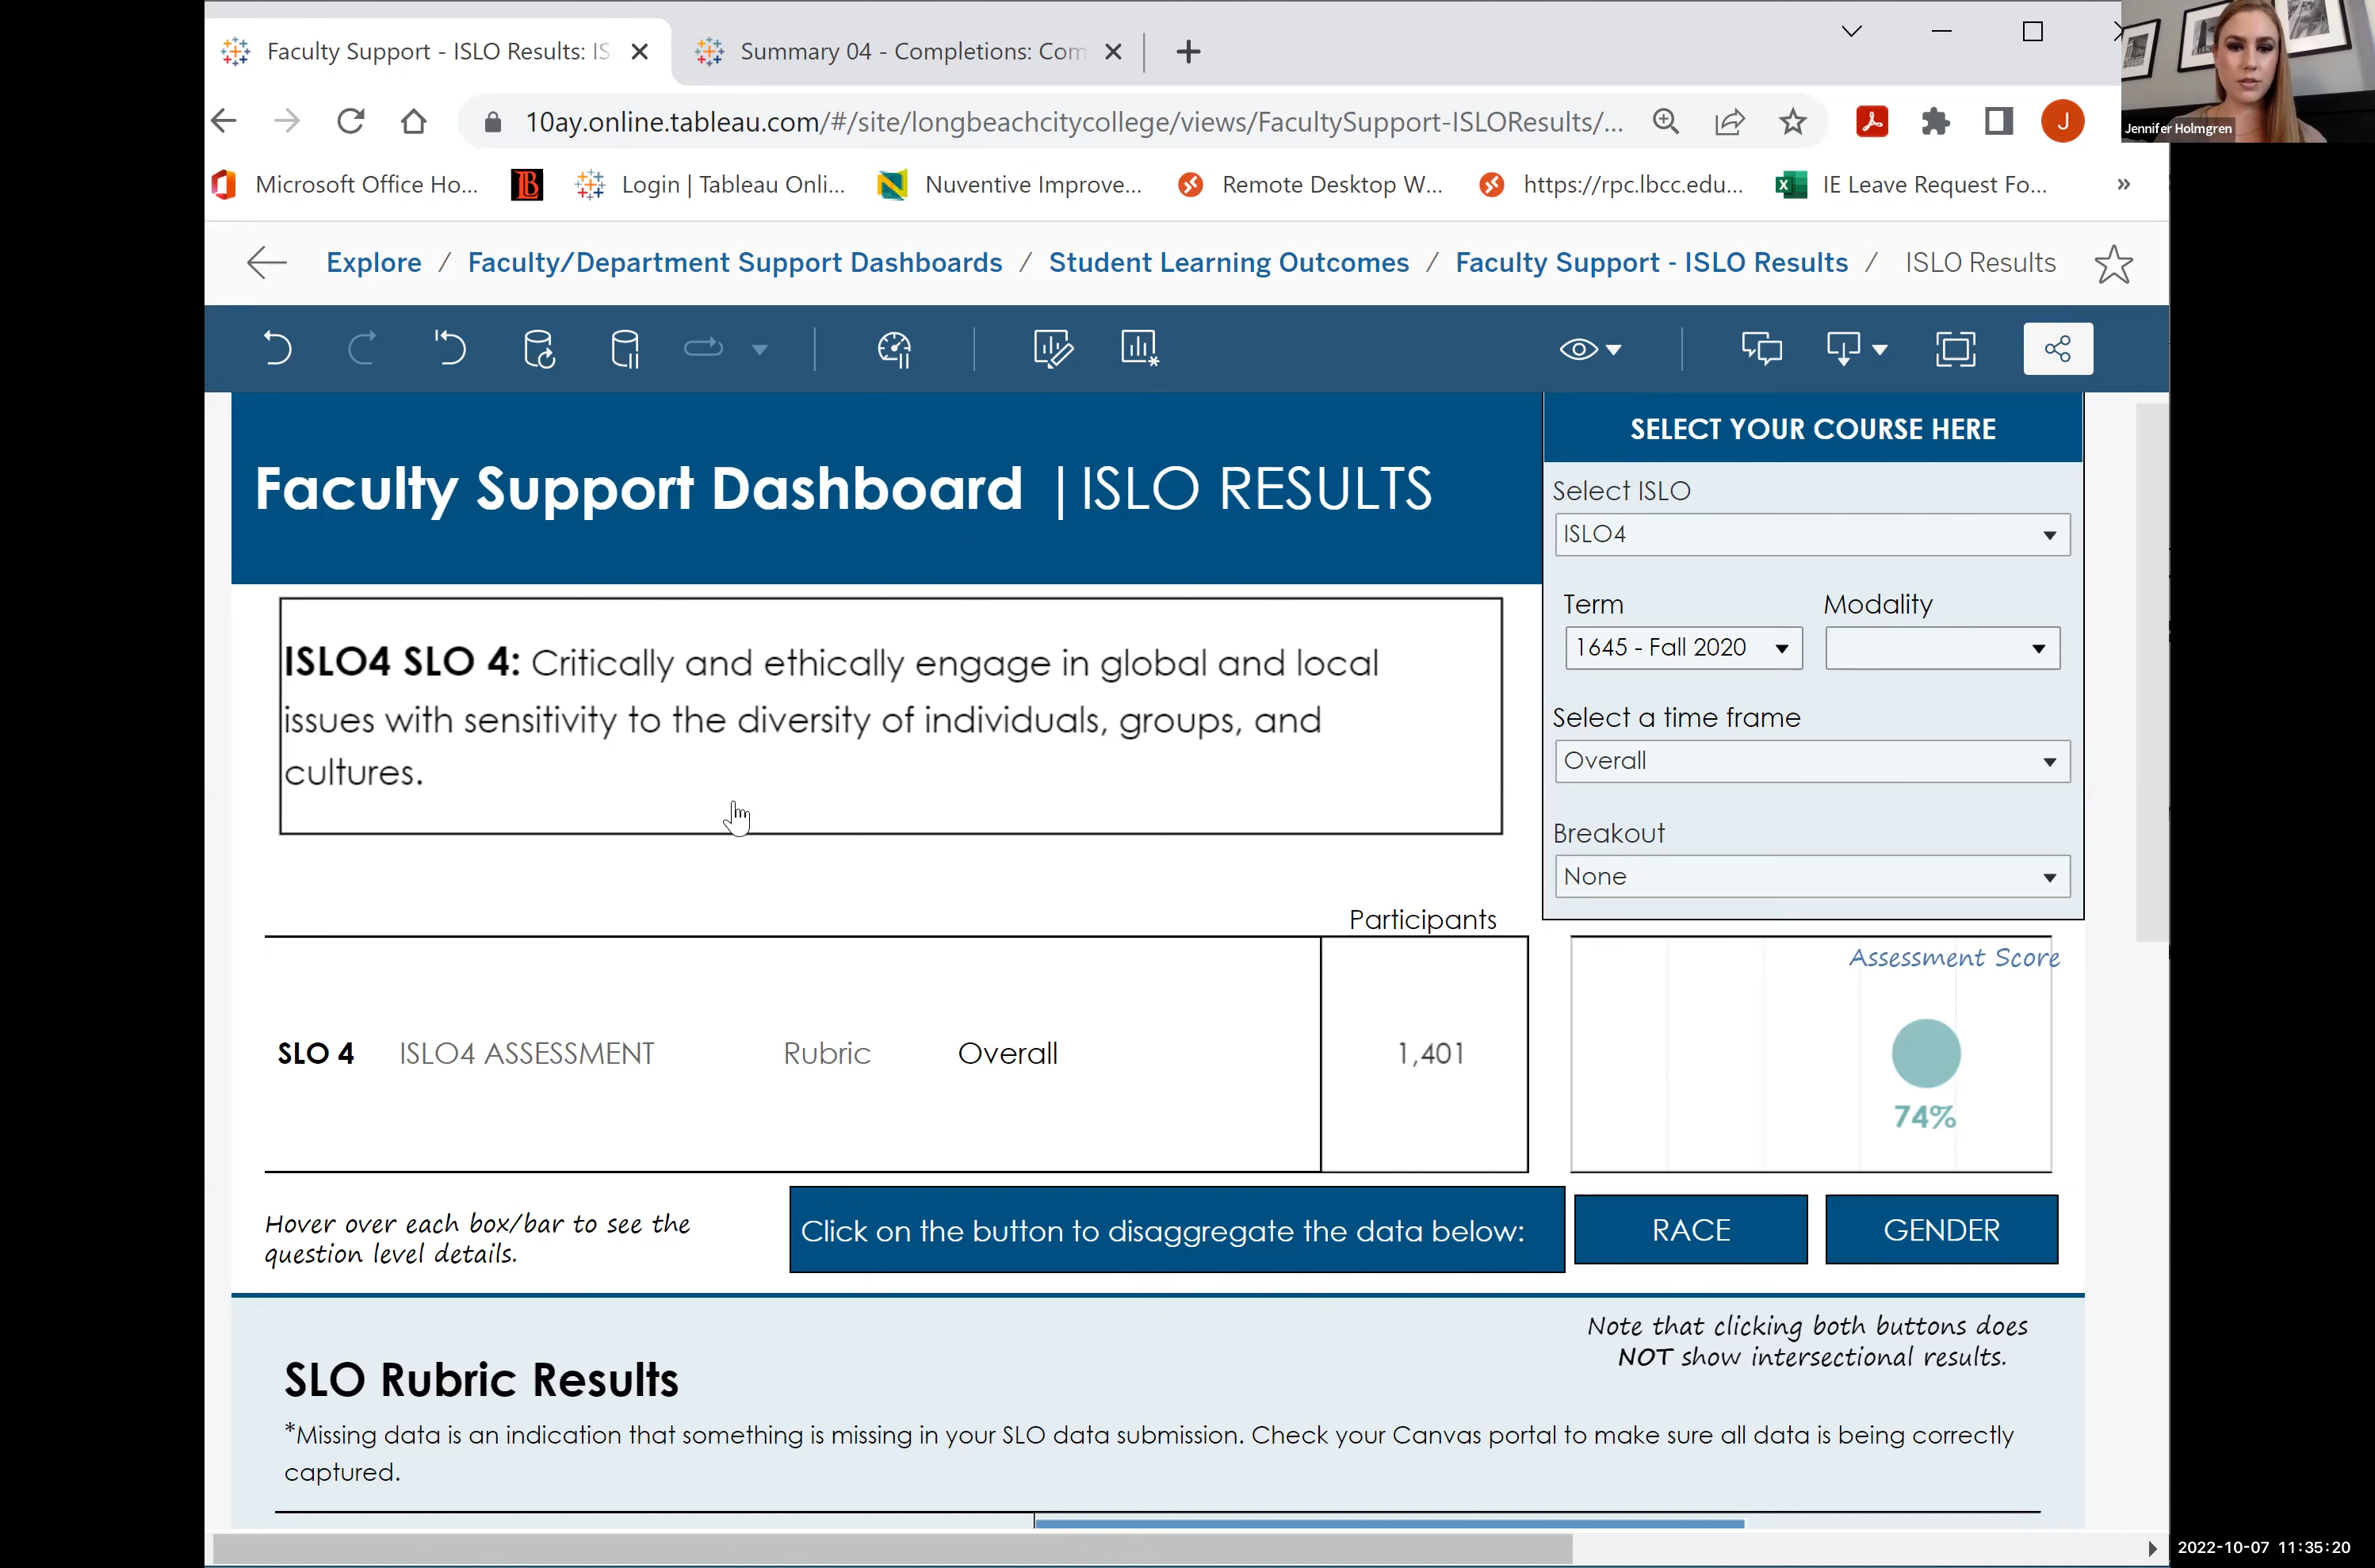 Faculty Support - ISLO Results: IS
Summary 04 - Completions: Com
10ay.online.tableau.com/#/site/longbeachcitycollege/views/FacultySupport-ISLOResults/...
J
Jennifer Holmgren
Microsoft Office Ho...
Login | Tableau Onli...
Nuventive Improve...
Remote Desktop W...
https://rpc.lbcc.edu...
IE Leave Request Fo...
»
Explore / Faculty/Department Support Dashboards / Student Learning Outcomes / Faculty Support - ISLO Results / ISLO Results
Faculty Support Dashboard | ISLO RESULTS
SELECT YOUR COURSE HERE
Select ISLO
ISLO4
Term Modality
1645 - Fall 2020
Select a time frame
Overall
Breakout
None
ISLO4 SLO 4: Critically and ethically engage in global and local
issues with sensitivity to the diversity of individuals, groups, and
cultures.
Participants
Assessment Score
SLO 4 ISLO4 ASSESSMENT Rubric Overall 1,401
74%
Hover over each box/bar to see the
question level details.
Click on the button to disaggregate the data below:
RACE
GENDER
Note that clicking both buttons does
NOT show intersectional results.
SLO Rubric Results
*Missing data is an indication that something is missing in your SLO data submission. Check your Canvas portal to make sure all data is being correctly
captured.
2022-10-07 11:35:20